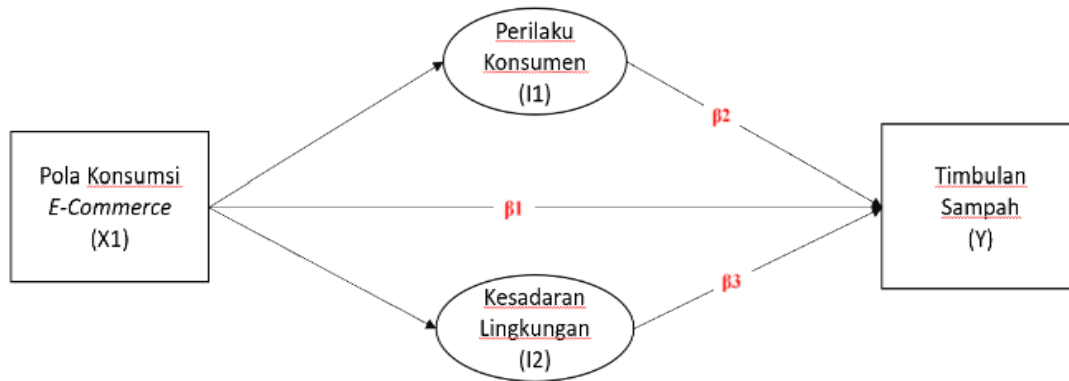 Perilaku
Konsumen
(I1)
β2
Pola Konsumsi
E-Commerce
(X1)
β1
Timbulan
Sampah
(Y)
β3
Kesadaran
Lingkungan
(I2)